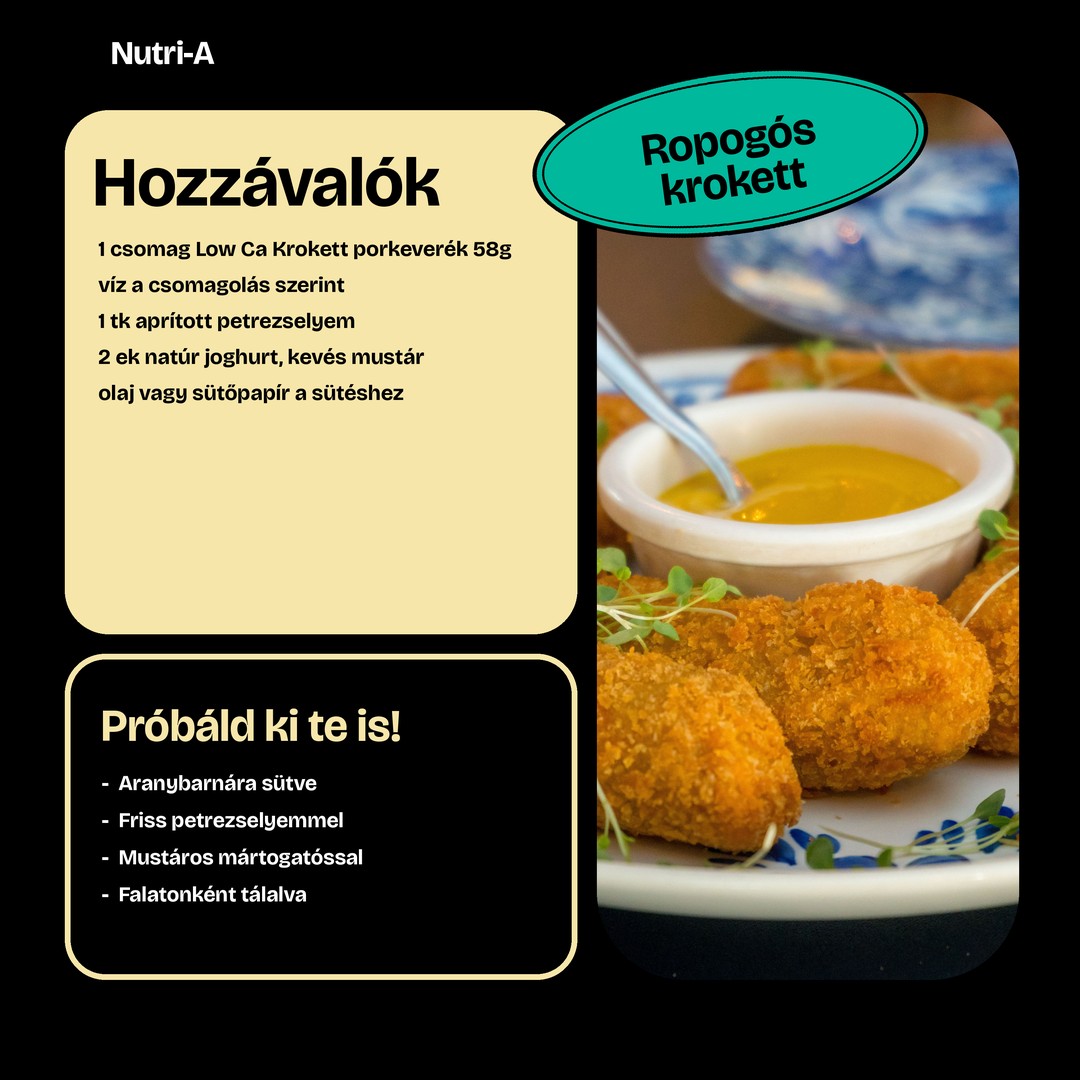 Nutri-A
Ropogós
krokett
Hozzávalók
1 csomag Low Ca Krokett porkeverék 58g
víz a csomagolás szerint
1 tk aprított petrezselyem
2 ek natúr joghurt, kevés mustár
olaj vagy sütőpapír a sütéshez
Próbáld ki te is!
- Aranybarnára sütve
- Friss petrezselyemmel
- Mustáros mártogatóssal
- Falatonként tálalva